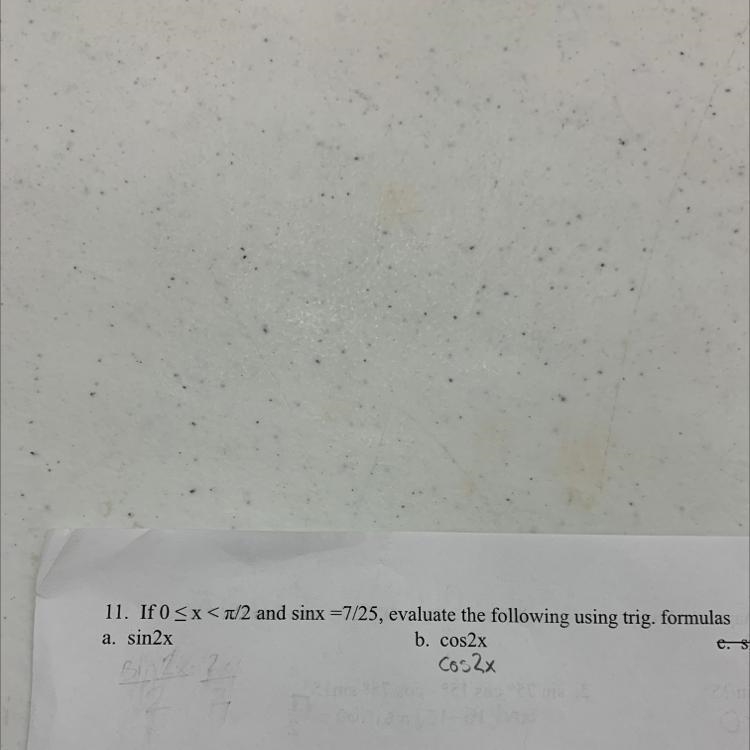 11. If 0 ≤ x < π/2 and sinx =7/25, evaluate the following using trig. formulas
a. sin2x b. cos2x c. s
cos2x